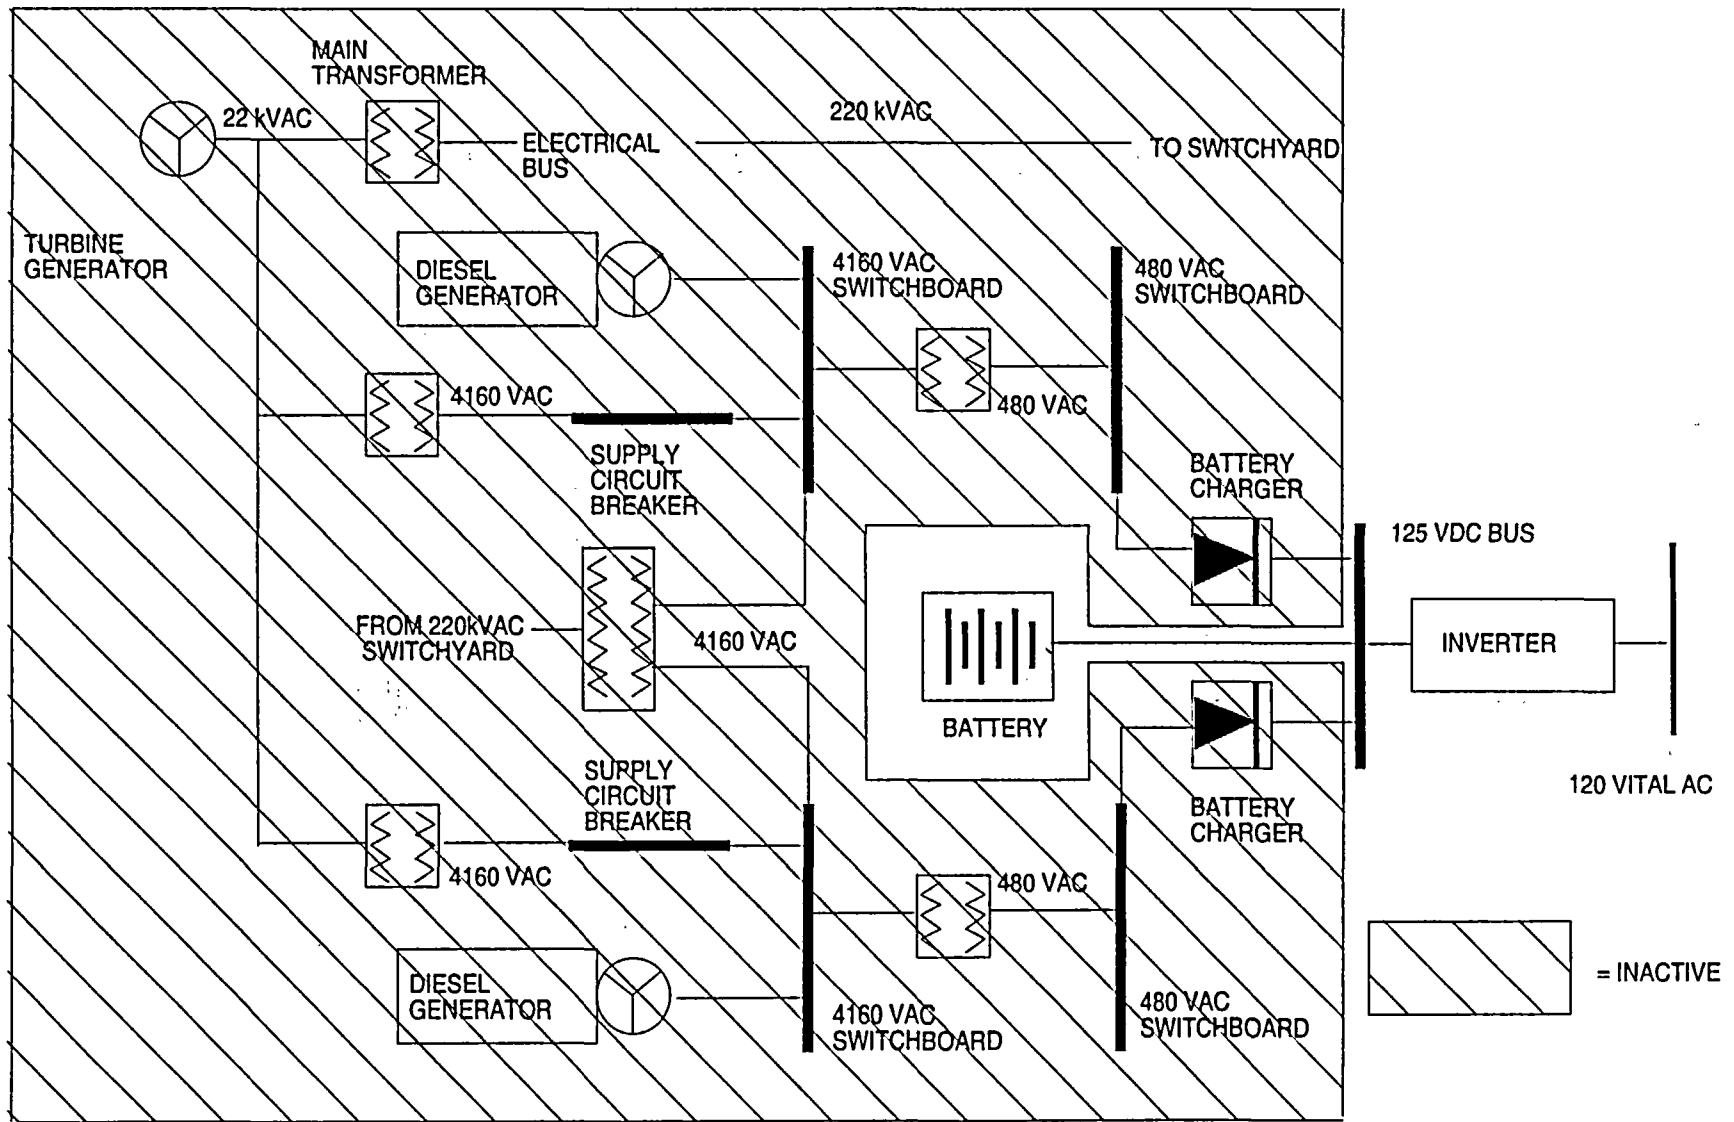 MAIN
TRANSFORMER
22 kVAC
220 kVAC
ELECTRICAL
BUS
TO SWITCHYARD
TURBINE
GENERATOR
DIESEL
GENERATOR
4160 VAC
SWITCHBOARD
480 VAC
SWITCHBOARD
4160 VAC
480 VAC
SUPPLY
CIRCUIT
BREAKER
BATTERY
CHARGER
125 VDC BUS
FROM 220kVAC
SWITCHYARD
4160 VAC
INVERTER
BATTERY
120 VITAL AC
SUPPLY
CIRCUIT
BREAKER
BATTERY
CHARGER
4160 VAC
480 VAC
DIESEL
GENERATOR
4160 VAC
SWITCHBOARD
480 VAC
SWITCHBOARD
= INACTIVE